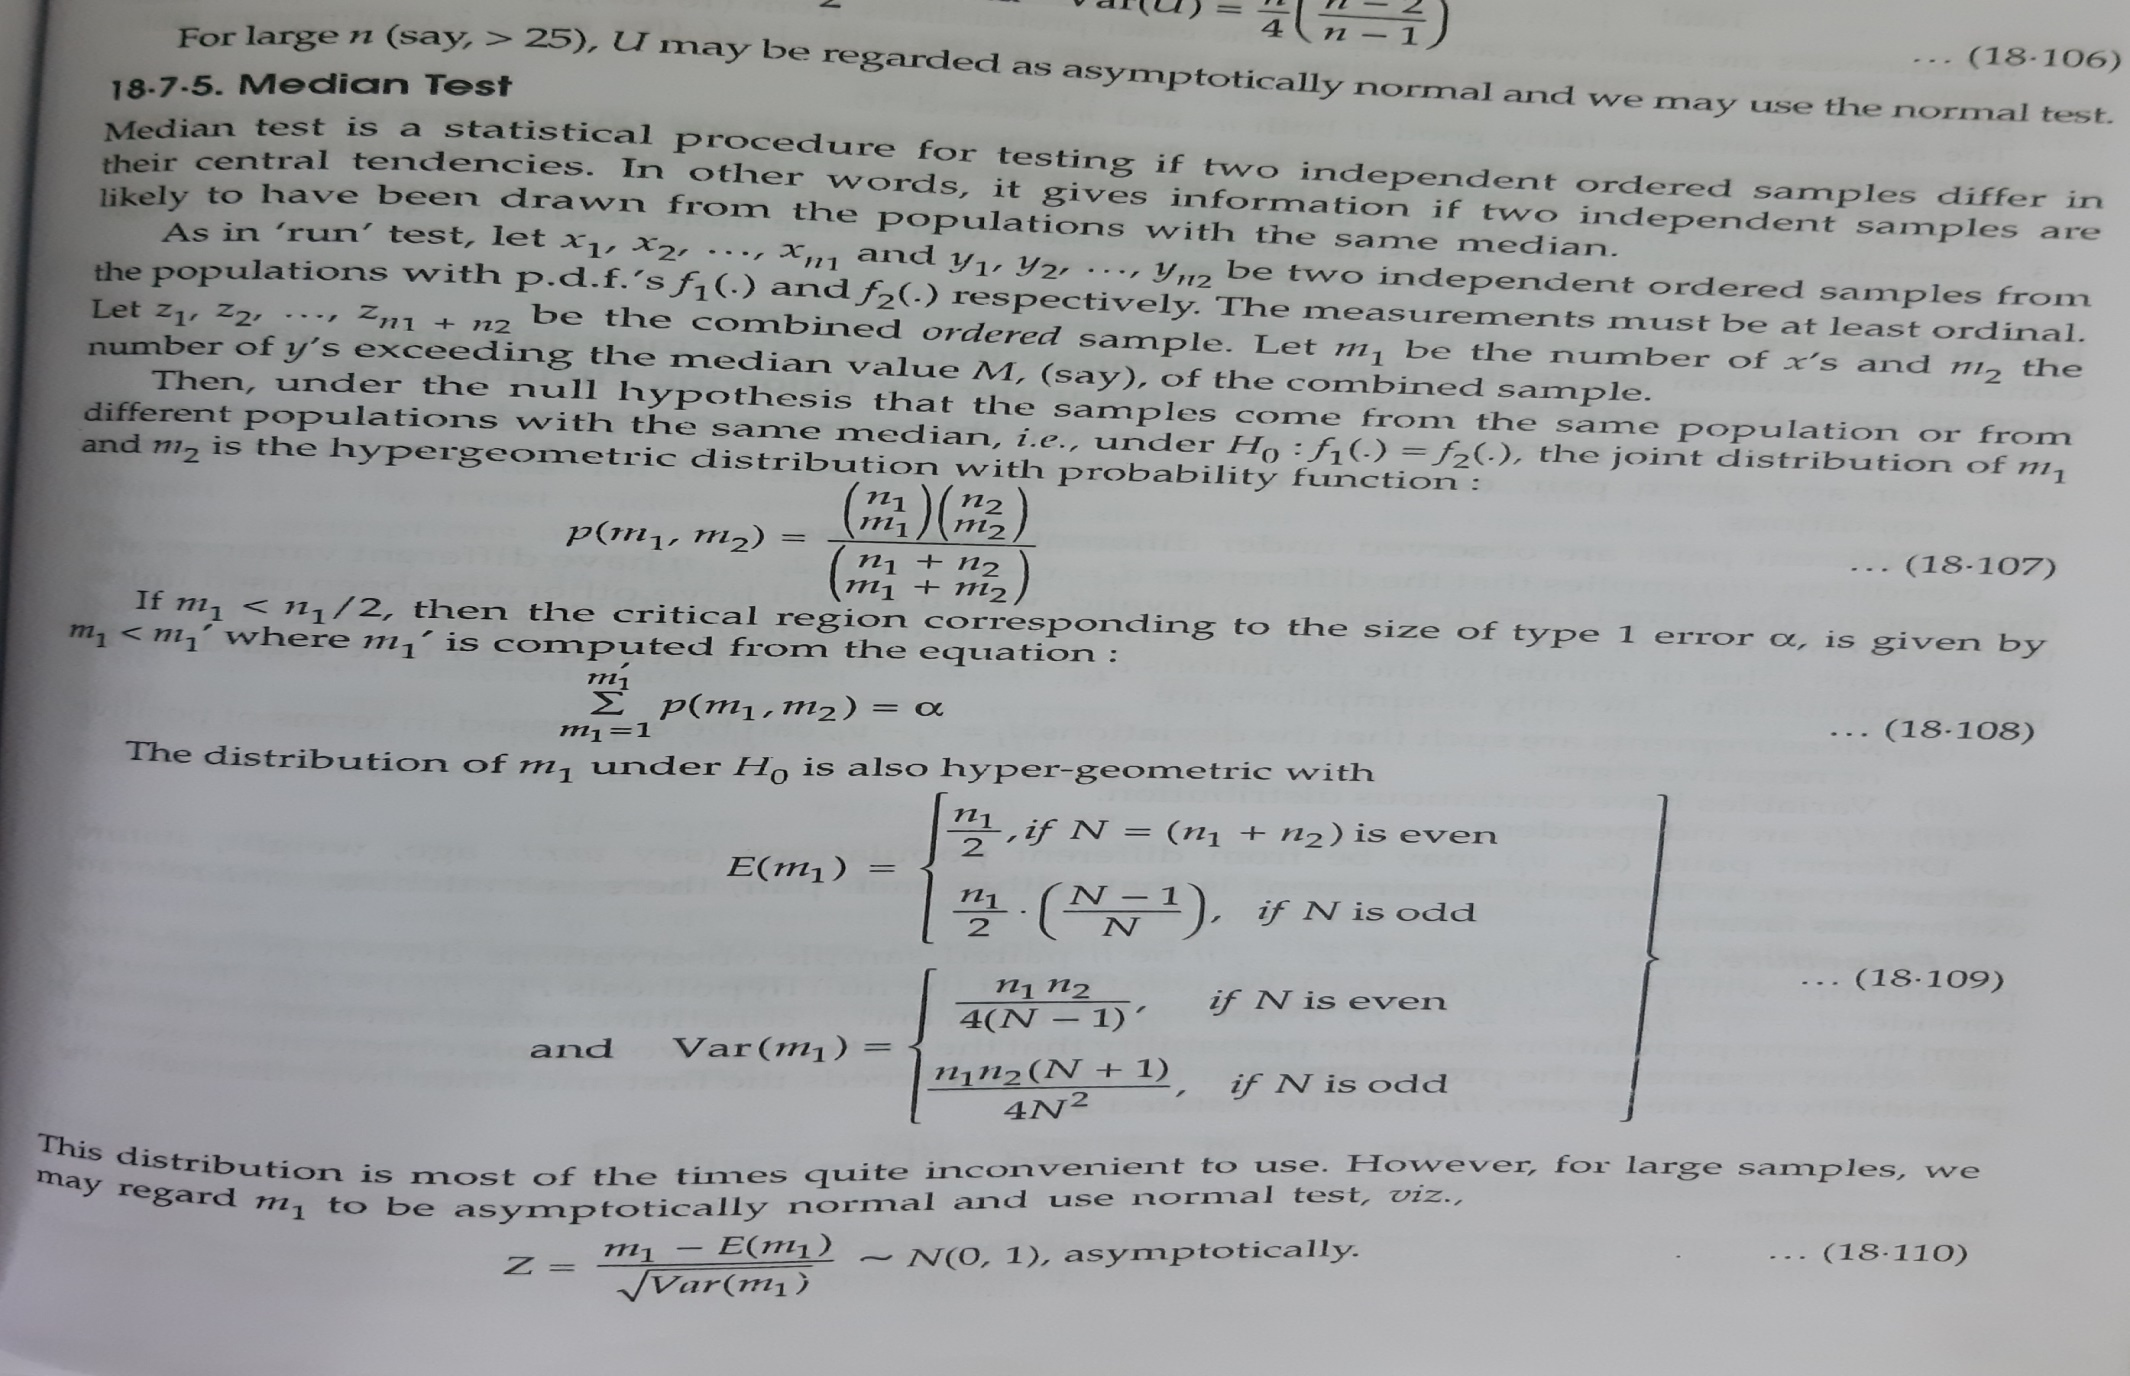 Var(U) = n/4 ( n − 2 / n − 1 ) ... (18·106)
For large n (say, > 25), U may be regarded as asymptotically normal and we may use the normal test.
18·7·5. Median Test
Median test is a statistical procedure for testing if two independent ordered samples differ in
their central tendencies. In other words, it gives information if two independent samples are
likely to have been drawn from the populations with the same median.
As in 'run' test, let x₁, x₂, ..., xₙ₁ and y₁, y₂, ..., yₙ₂ be two independent ordered samples from
the populations with p.d.f.'s f₁(.) and f₂(.) respectively. The measurements must be at least ordinal.
Let z₁, z₂, ..., zₙ₁ ₊ ₙ₂ be the combined ordered sample. Let m₁ be the number of x's and m₂ the
number of y's exceeding the median value M, (say), of the combined sample.
Then, under the null hypothesis that the samples come from the same population or from
different populations with the same median, i.e., under H₀ : f₁(.) = f₂(.), the joint distribution of m₁
and m₂ is the hypergeometric distribution with probability function :
p(m₁, m₂) = (n₁ m₁)(n₂ m₂) / (n₁ + n₂ m₁ + m₂) ... (18·107)
If m₁ < n₁/2, then the critical region corresponding to the size of type 1 error α, is given by
m₁ < m₁′ where m₁′ is computed from the equation :
m₁′ Σ m₁=1 p(m₁, m₂) = α ... (18·108)
The distribution of m₁ under H₀ is also hyper-geometric with
E(m₁) = { n₁/2 , if N = (n₁ + n₂) is even
n₁/2 · ( N − 1 / N ), if N is odd
... (18·109)
and Var(m₁) = { n₁ n₂ / 4(N − 1) , if N is even
n₁n₂(N + 1) / 4N² , if N is odd
This distribution is most of the times quite inconvenient to use. However, for large samples, we
may regard m₁ to be asymptotically normal and use normal test, viz.,
Z = m₁ − E(m₁) / √Var(m₁) ~ N(0, 1), asymptotically. ... (18·110)